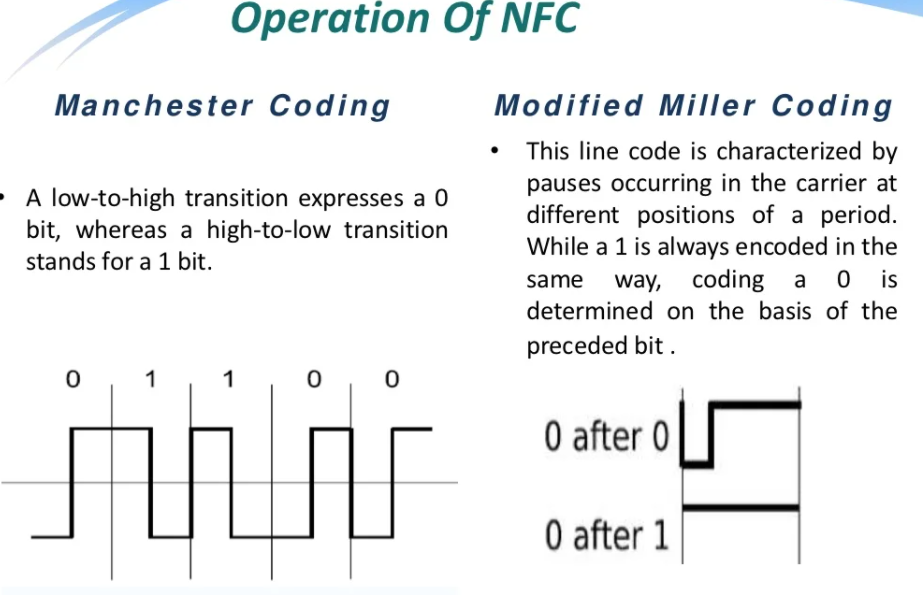 Operation Of NFC
Manchester Coding
• A low-to-high transition expresses a 0
bit, whereas a high-to-low transition
stands for a 1 bit.
0 1 1 0 0
Modified Miller Coding
• This line code is characterized by
pauses occurring in the carrier at
different positions of a period.
While a 1 is always encoded in the
same way, coding a 0 is
determined on the basis of the
preceded bit .
0 after 0
0 after 1